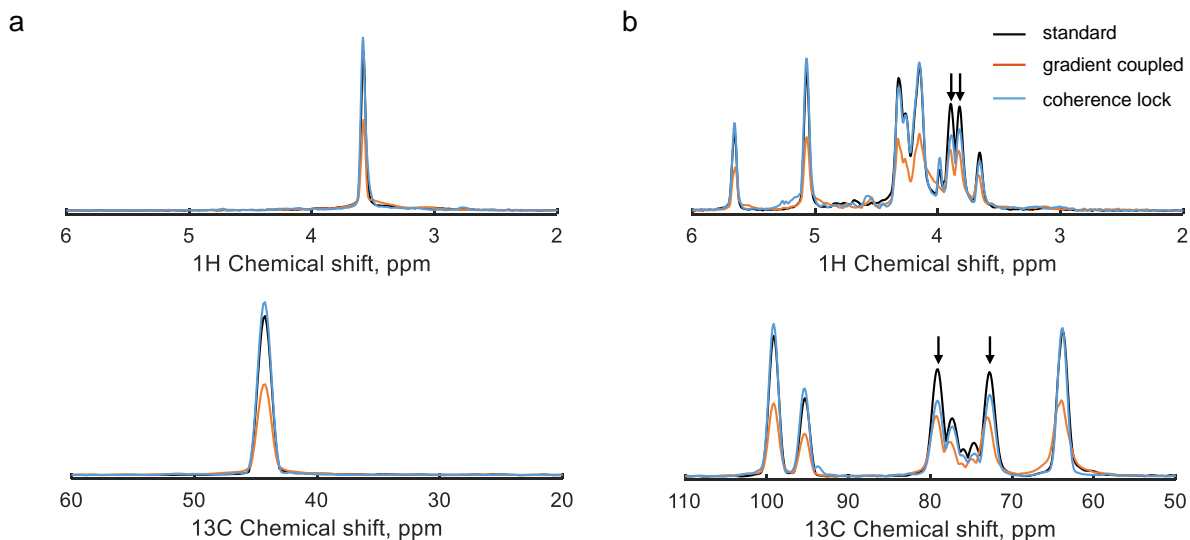 a
6 5 4 3 2
1H Chemical shift, ppm
60 50 40 30 20
13C Chemical shift, ppm
b
standard
gradient coupled
coherence lock
6 5 4 3 2
1H Chemical shift, ppm
110 100 90 80 70 60 50
13C Chemical shift, ppm